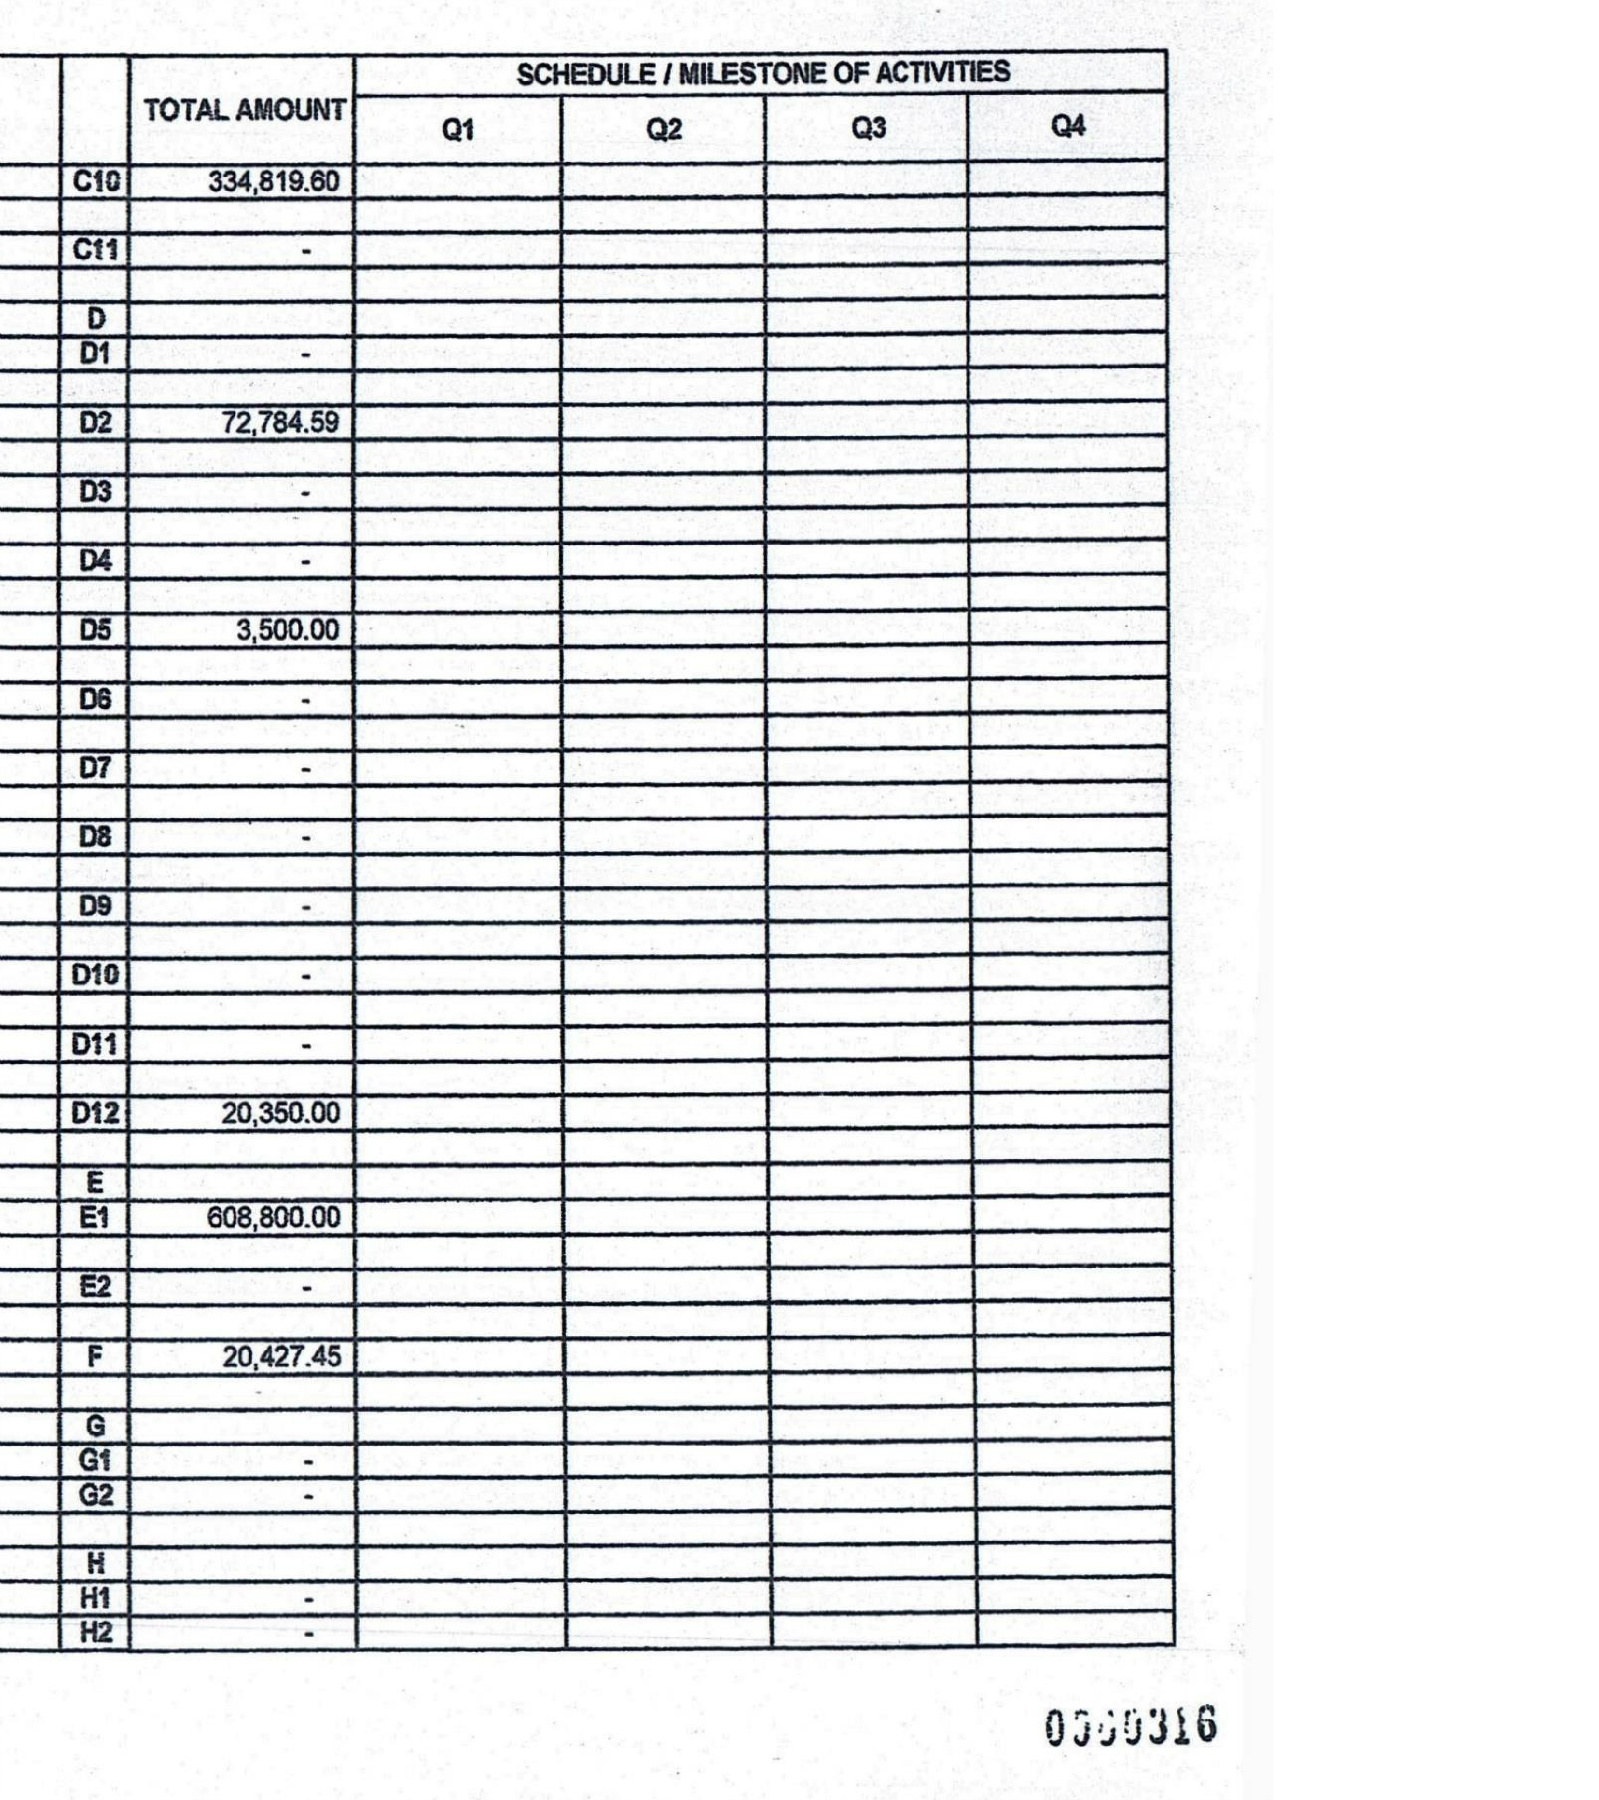 SCHEDULE / MILESTONE OF ACTIVITIES
TOTAL AMOUNT
Q1 Q2 Q3 Q4
C10 334,819.60
C11 -
D
D1 -
D2 72,784.59
D3 -
D4 -
D5 3,500.00
D6 -
D7 -
D8 -
D9 -
D10 -
D11 -
D12 20,350.00
E
E1 608,800.00
E2 -
F 20,427.45
G
G1 -
G2 -
H
H1 -
H2 -